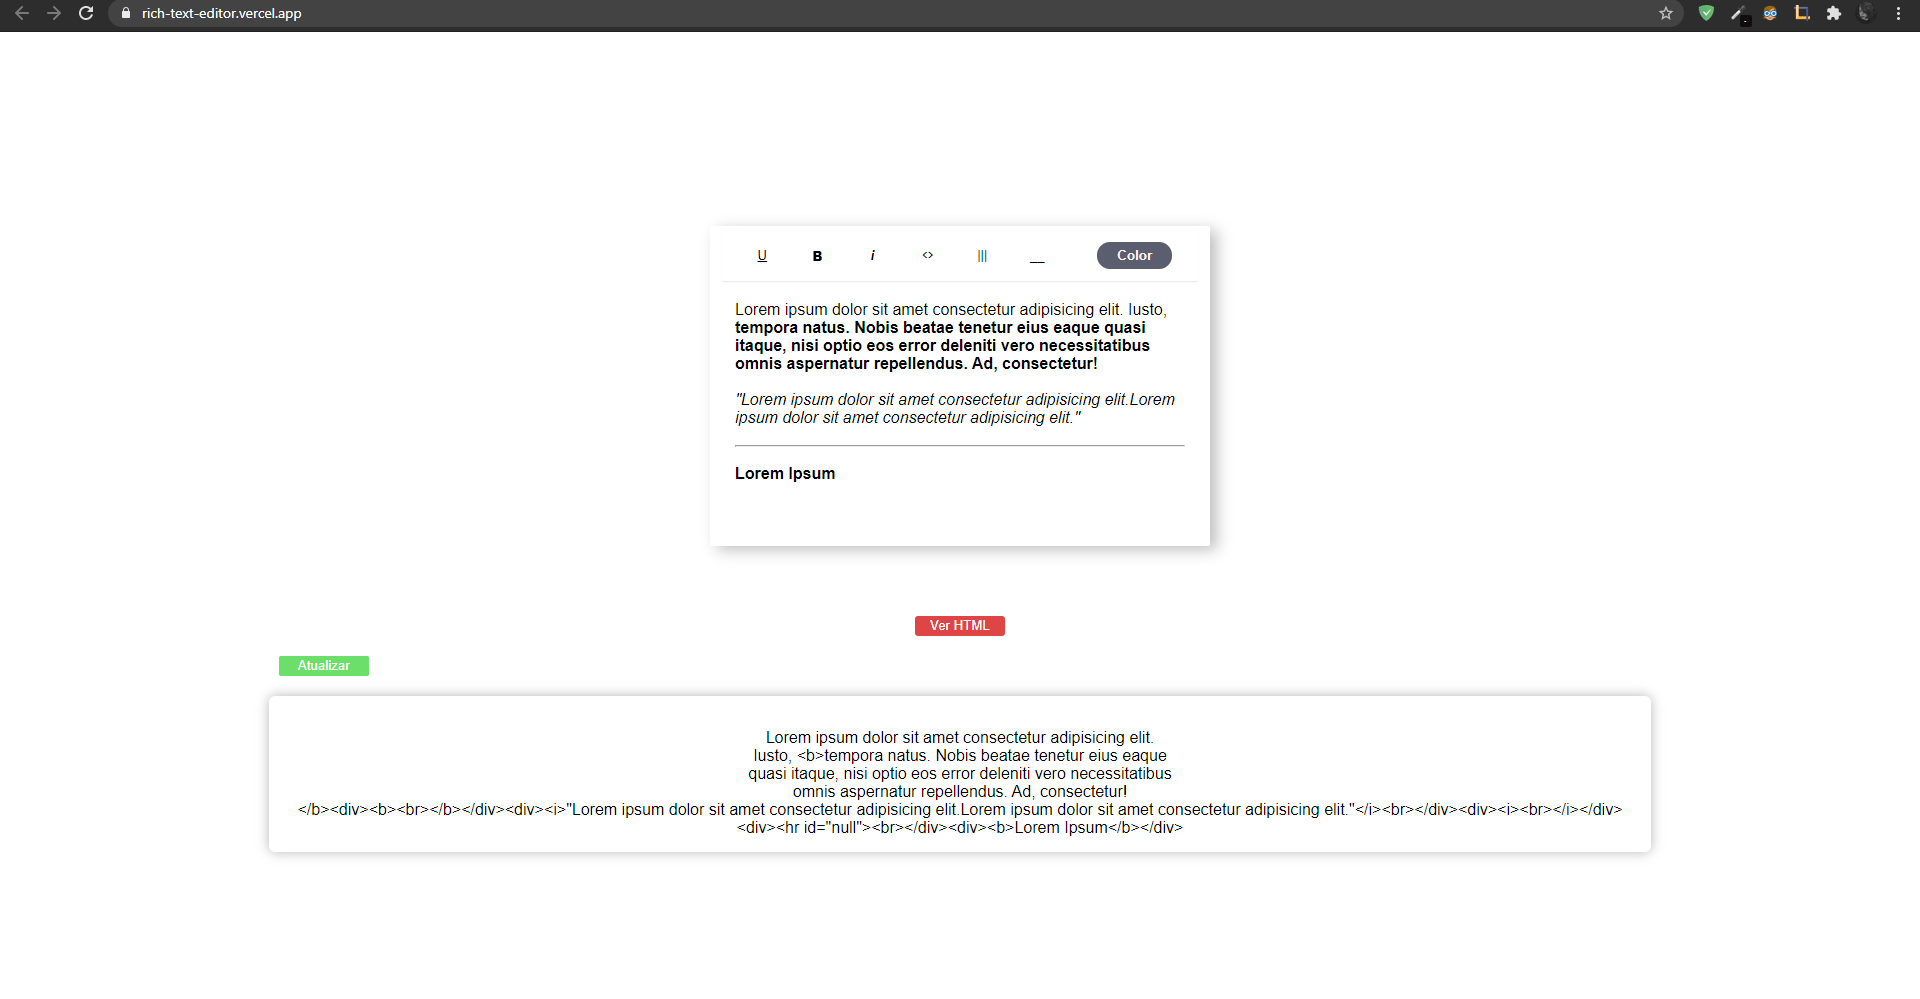 rich-text-editor.vercel.app
U B i <> ||| __ Color
Lorem ipsum dolor sit amet consectetur adipisicing elit. Iusto,
tempora natus. Nobis beatae tenetur eius eaque quasi
itaque, nisi optio eos error deleniti vero necessitatibus
omnis aspernatur repellendus. Ad, consectetur!
"Lorem ipsum dolor sit amet consectetur adipisicing elit.Lorem
ipsum dolor sit amet consectetur adipisicing elit."
Lorem Ipsum
Ver HTML
Atualizar
Lorem ipsum dolor sit amet consectetur adipisicing elit.
Iusto, <b>tempora natus. Nobis beatae tenetur eius eaque
quasi itaque, nisi optio eos error deleniti vero necessitatibus
omnis aspernatur repellendus. Ad, consectetur!
</b><div><b><br></b></div><div><i>"Lorem ipsum dolor sit amet consectetur adipisicing elit.Lorem ipsum dolor sit amet consectetur adipisicing elit."</i><br></div><div><i><br></i></div>
<div><hr id="null"><br></div><div><b>Lorem Ipsum</b></div>